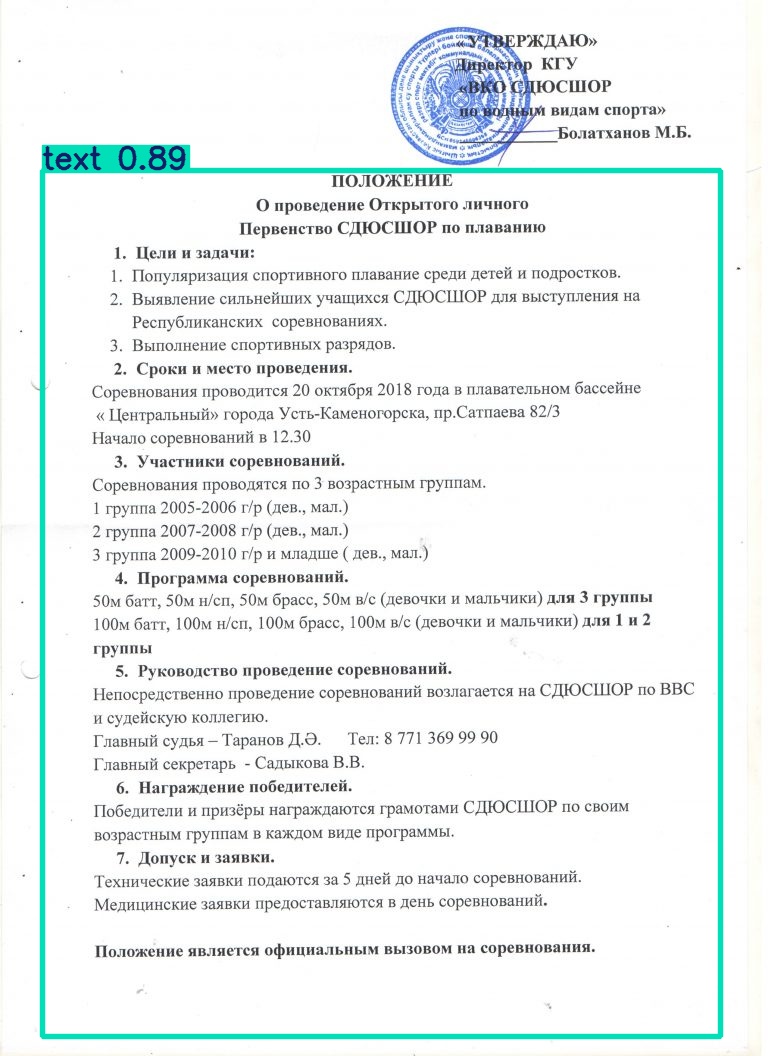 « УТВЕРЖДАЮ»
Директор КГУ
«ВКО СДЮСШОР
по водным видам спорта»
Болатханов М.Б.
text 0.89
ПОЛОЖЕНИЕ
О проведение Открытого личного
Первенство СДЮСШОР по плаванию
1. Цели и задачи:
1. Популяризация спортивного плавание среди детей и подростков.
2. Выявление сильнейших учащихся СДЮСШОР для выступления на
Республиканских соревнованиях.
3. Выполнение спортивных разрядов.
2. Сроки и место проведения.
Соревнования проводится 20 октября 2018 года в плавательном бассейне
« Центральный» города Усть-Каменогорска, пр.Сатпаева 82/3
Начало соревнований в 12.30
3. Участники соревнований.
Соревнования проводятся по 3 возрастным группам.
1 группа 2005-2006 г/р (дев., мал.)
2 группа 2007-2008 г/р (дев., мал.)
3 группа 2009-2010 г/р и младше ( дев., мал.)
4. Программа соревнований.
50м батт, 50м н/сп, 50м брасс, 50м в/с (девочки и мальчики) для 3 группы
100м батт, 100м н/сп, 100м брасс, 100м в/с (девочки и мальчики) для 1 и 2
группы
5. Руководство проведение соревнований.
Непосредственно проведение соревнований возлагается на СДЮСШОР по ВВС
и судейскую коллегию.
Главный судья – Таранов Д.Ә. Тел: 8 771 369 99 90
Главный секретарь - Садыкова В.В.
6. Награждение победителей.
Победители и призёры награждаются грамотами СДЮСШОР по своим
возрастным группам в каждом виде программы.
7. Допуск и заявки.
Технические заявки подаются за 5 дней до начало соревнований.
Медицинские заявки предоставляются в день соревнований.
Положение является официальным вызовом на соревнования.